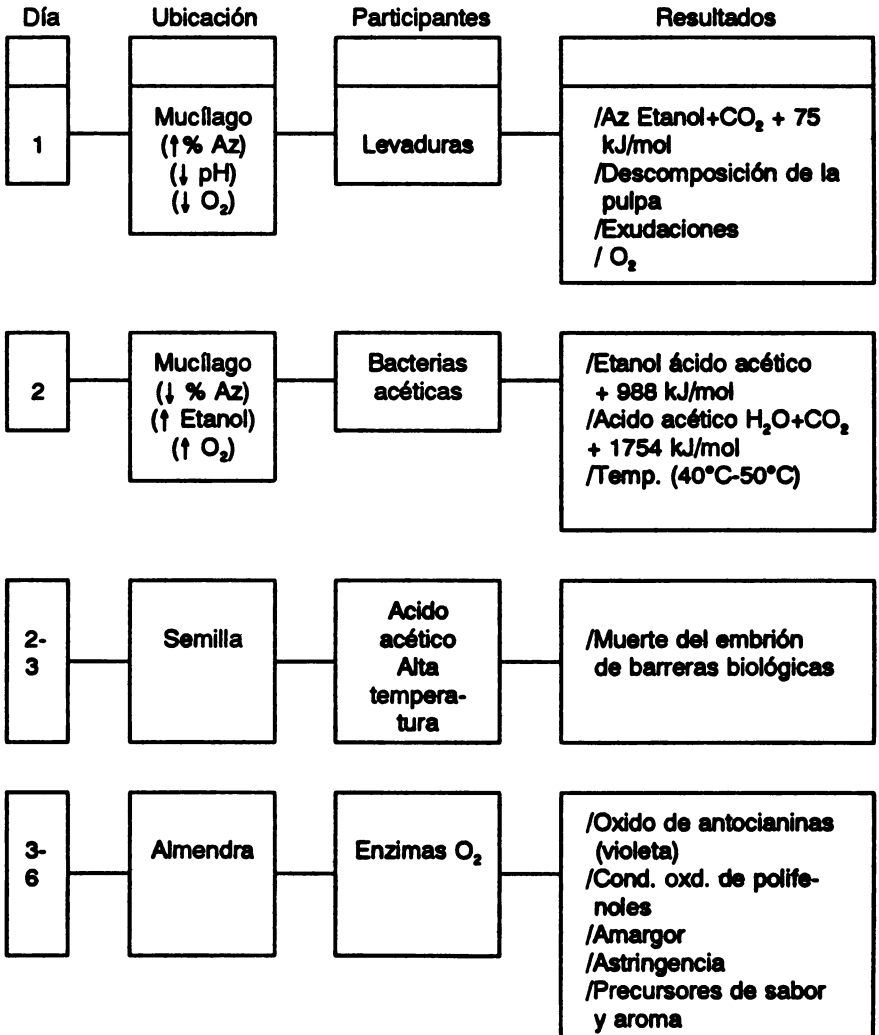 Día Ubicación Participantes Resultados
1
Mucílago
(↑% Az)
(↓ pH)
(↓ O₂)
Levaduras
/Az Etanol+CO₂ + 75
kJ/mol
/Descomposición de la
pulpa
/Exudaciones
/ O₂
2
Mucílago
(↓ % Az)
(↑ Etanol)
(↑ O₂)
Bacterias
acéticas
/Etanol ácido acético
+ 988 kJ/mol
/Acido acético H₂O+CO₂
+ 1754 kJ/mol
/Temp. (40°C-50°C)
2-
3
Semilla
Acido
acético
Alta
tempera-
tura
/Muerte del embrión
de barreras biológicas
3-
6
Almendra
Enzimas O₂
/Oxido de antocianinas
(violeta)
/Cond. oxd. de polife-
noles
/Amargor
/Astringencia
/Precursores de sabor
y aroma